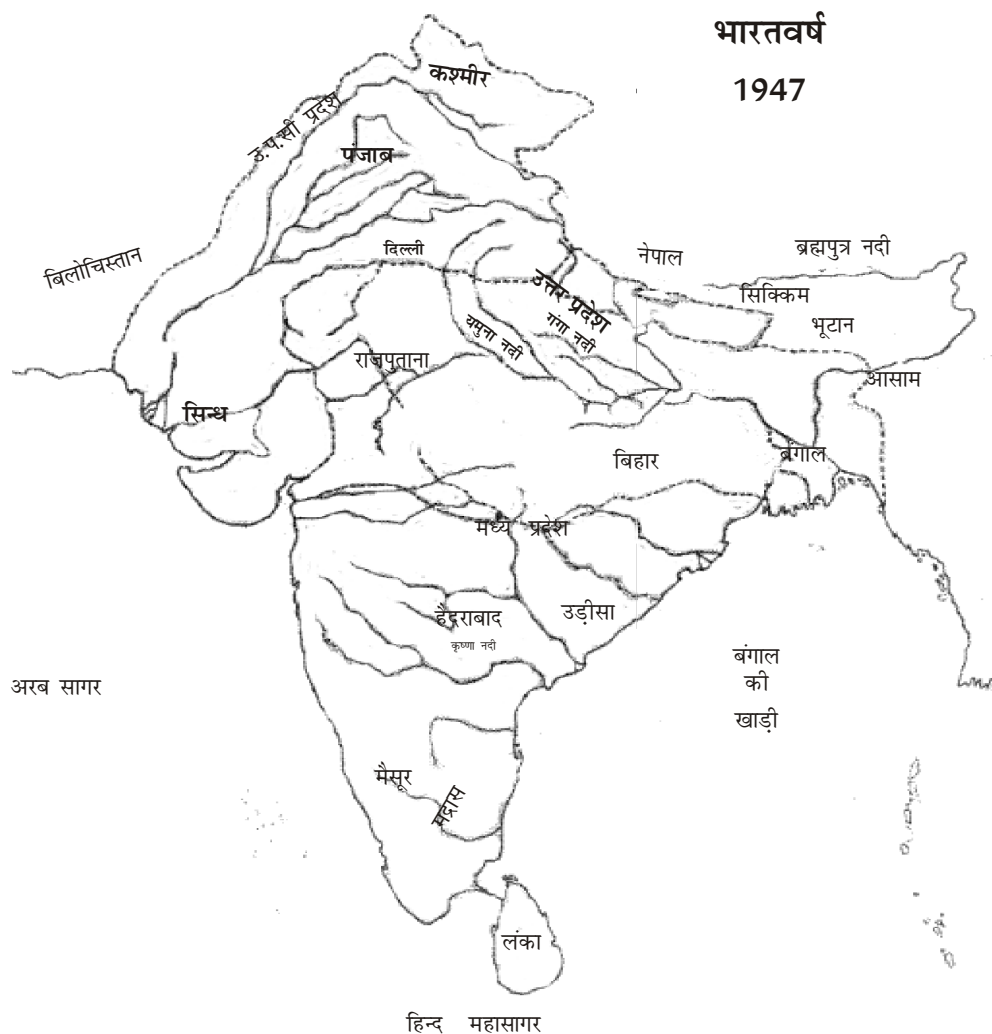 भारतवर्ष
1947
कश्मीर
उ.प.सी प्रदेश
पंजाब
बिलोचिस्तान
दिल्ली
नेपाल
ब्रह्मपुत्र नदी
सिक्किम
उत्तर प्रदेश
गंगा नदी
भूटान
यमुना नदी
राजपुताना
आसाम
सिन्ध
बंगाल
बिहार
मध्य प्रदेश
हैदराबाद
उड़ीसा
कृष्णा नदी
अरब सागर
बंगाल
की
खाड़ी
मैसूर
मद्रास
लंका
हिन्द महासागर